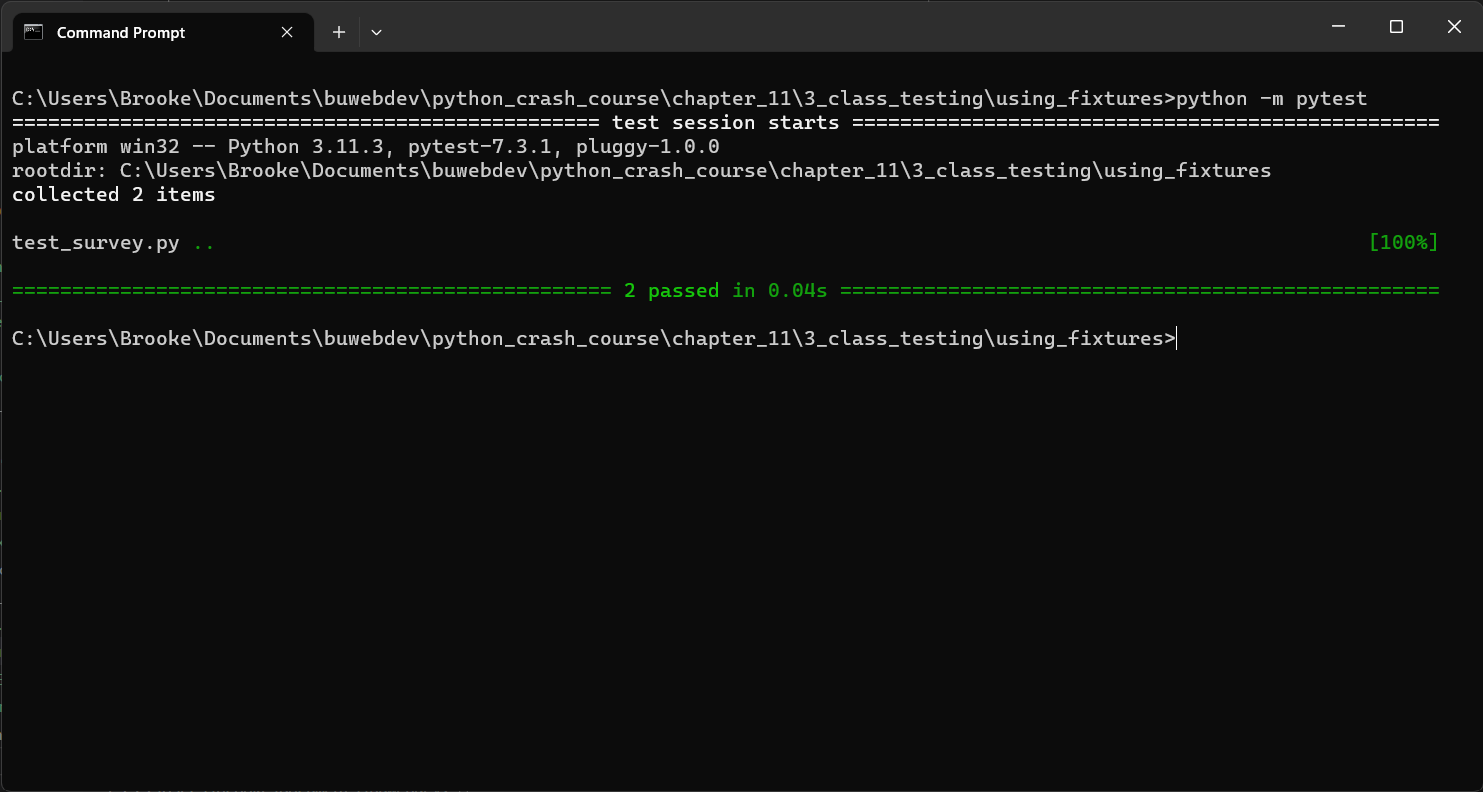 Command Prompt
C:\Users\Brooke\Documents\buwebdev\python_crash_course\chapter_11\3_class_testing\using_fixtures>python -m pytest
================================================= test session starts =================================================
platform win32 -- Python 3.11.3, pytest-7.3.1, pluggy-1.0.0
rootdir: C:\Users\Brooke\Documents\buwebdev\python_crash_course\chapter_11\3_class_testing\using_fixtures
collected 2 items
test_survey.py .. [100%]
================================================== 2 passed in 0.04s ==================================================
C:\Users\Brooke\Documents\buwebdev\python_crash_course\chapter_11\3_class_testing\using_fixtures>